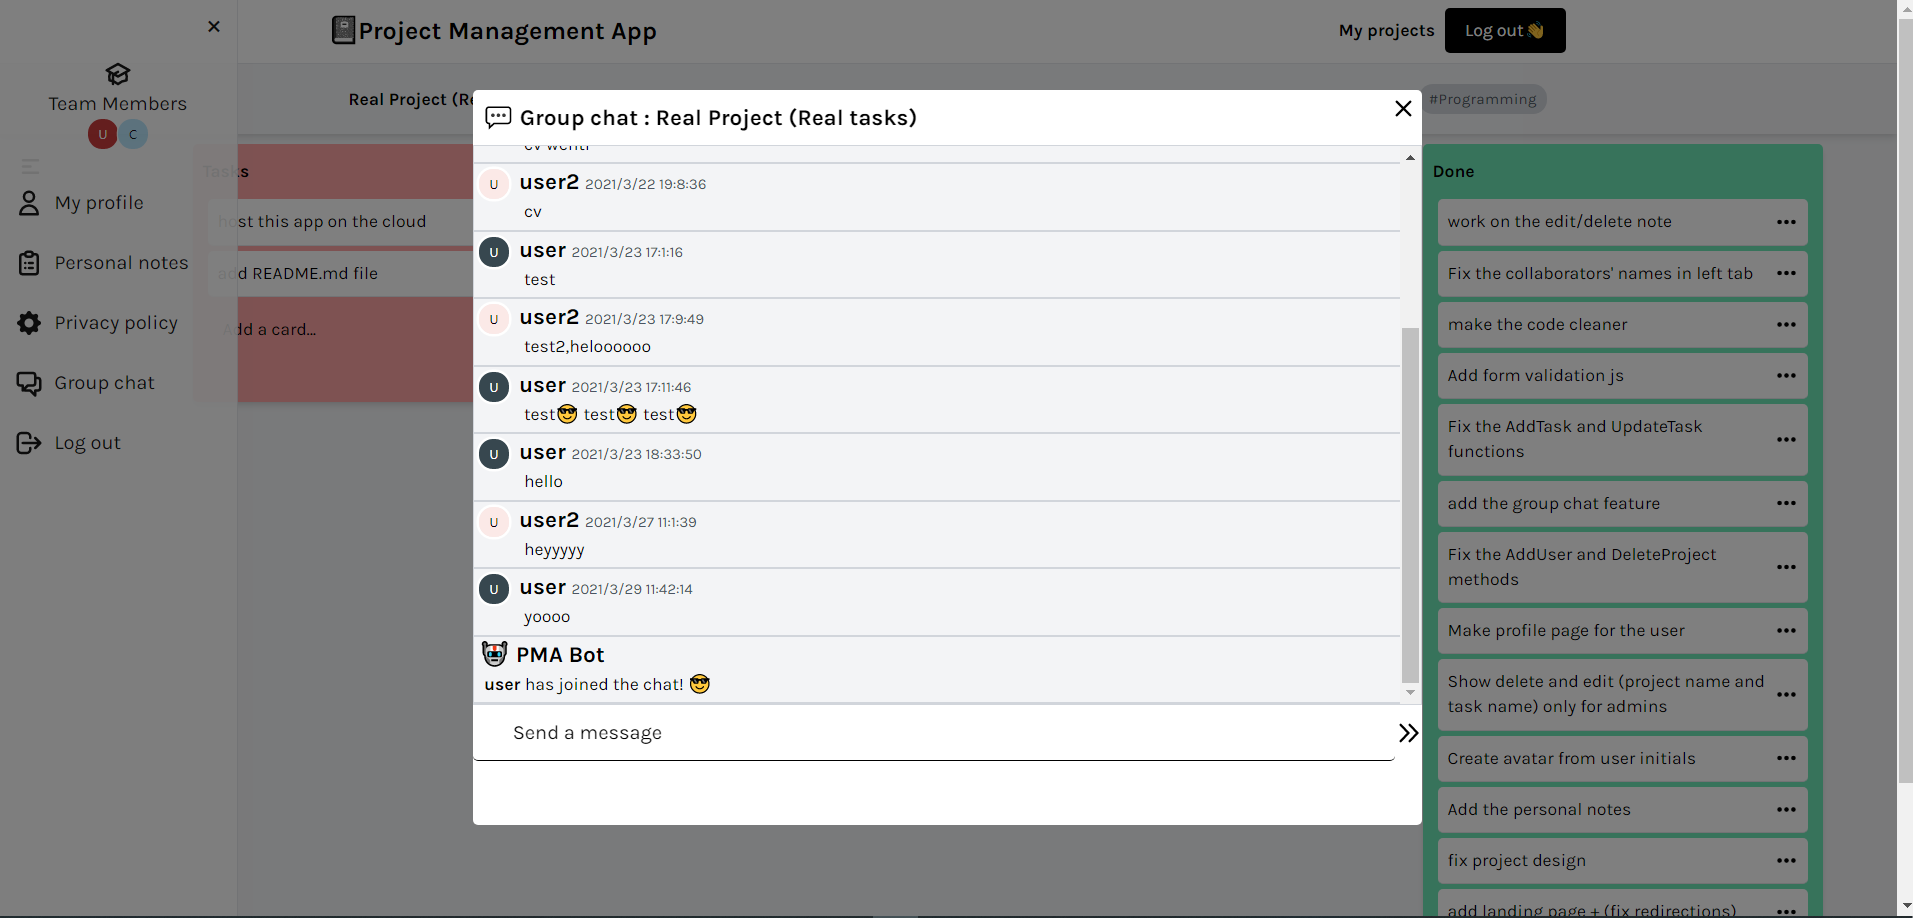 Project Management App
My projects
Log out
Team Members
U C
My profile
Personal notes
Privacy policy
Group chat
Log out
Real Project (Re
#Programming
Tasks
host this app on the cloud
add README.md file
Add a card...
Group chat : Real Project (Real tasks)
U user2 2021/3/22 19:8:36
cv
U user 2021/3/23 17:1:16
test
U user2 2021/3/23 17:9:49
test2,heloooooo
U user 2021/3/23 17:11:46
test😎 test😎 test😎
U user 2021/3/23 18:33:50
hello
U user2 2021/3/27 11:1:39
heyyyyy
U user 2021/3/29 11:42:14
yoooo
PMA Bot
user has joined the chat! 😎
Send a message
Done
work on the edit/delete note
Fix the collaborators' names in left tab
make the code cleaner
Add form validation js
Fix the AddTask and UpdateTask
functions
add the group chat feature
Fix the AddUser and DeleteProject
methods
Make profile page for the user
Show delete and edit (project name and
task name) only for admins
Create avatar from user initials
Add the personal notes
fix project design
add landing page + (fix redirections)